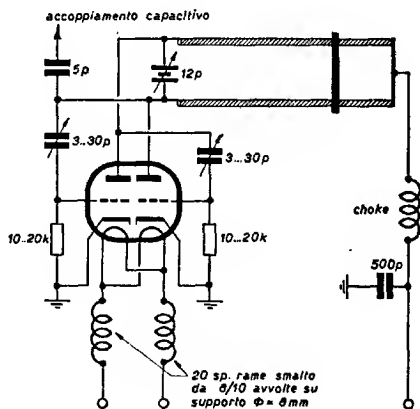 accoppiamento capacitivo
5p
12p
3..30p
3...30p
10..20k
10...20k
choke
500p
20 sp. rame smalto
da 8/10 avvolte su
supporto Φ = 8mm